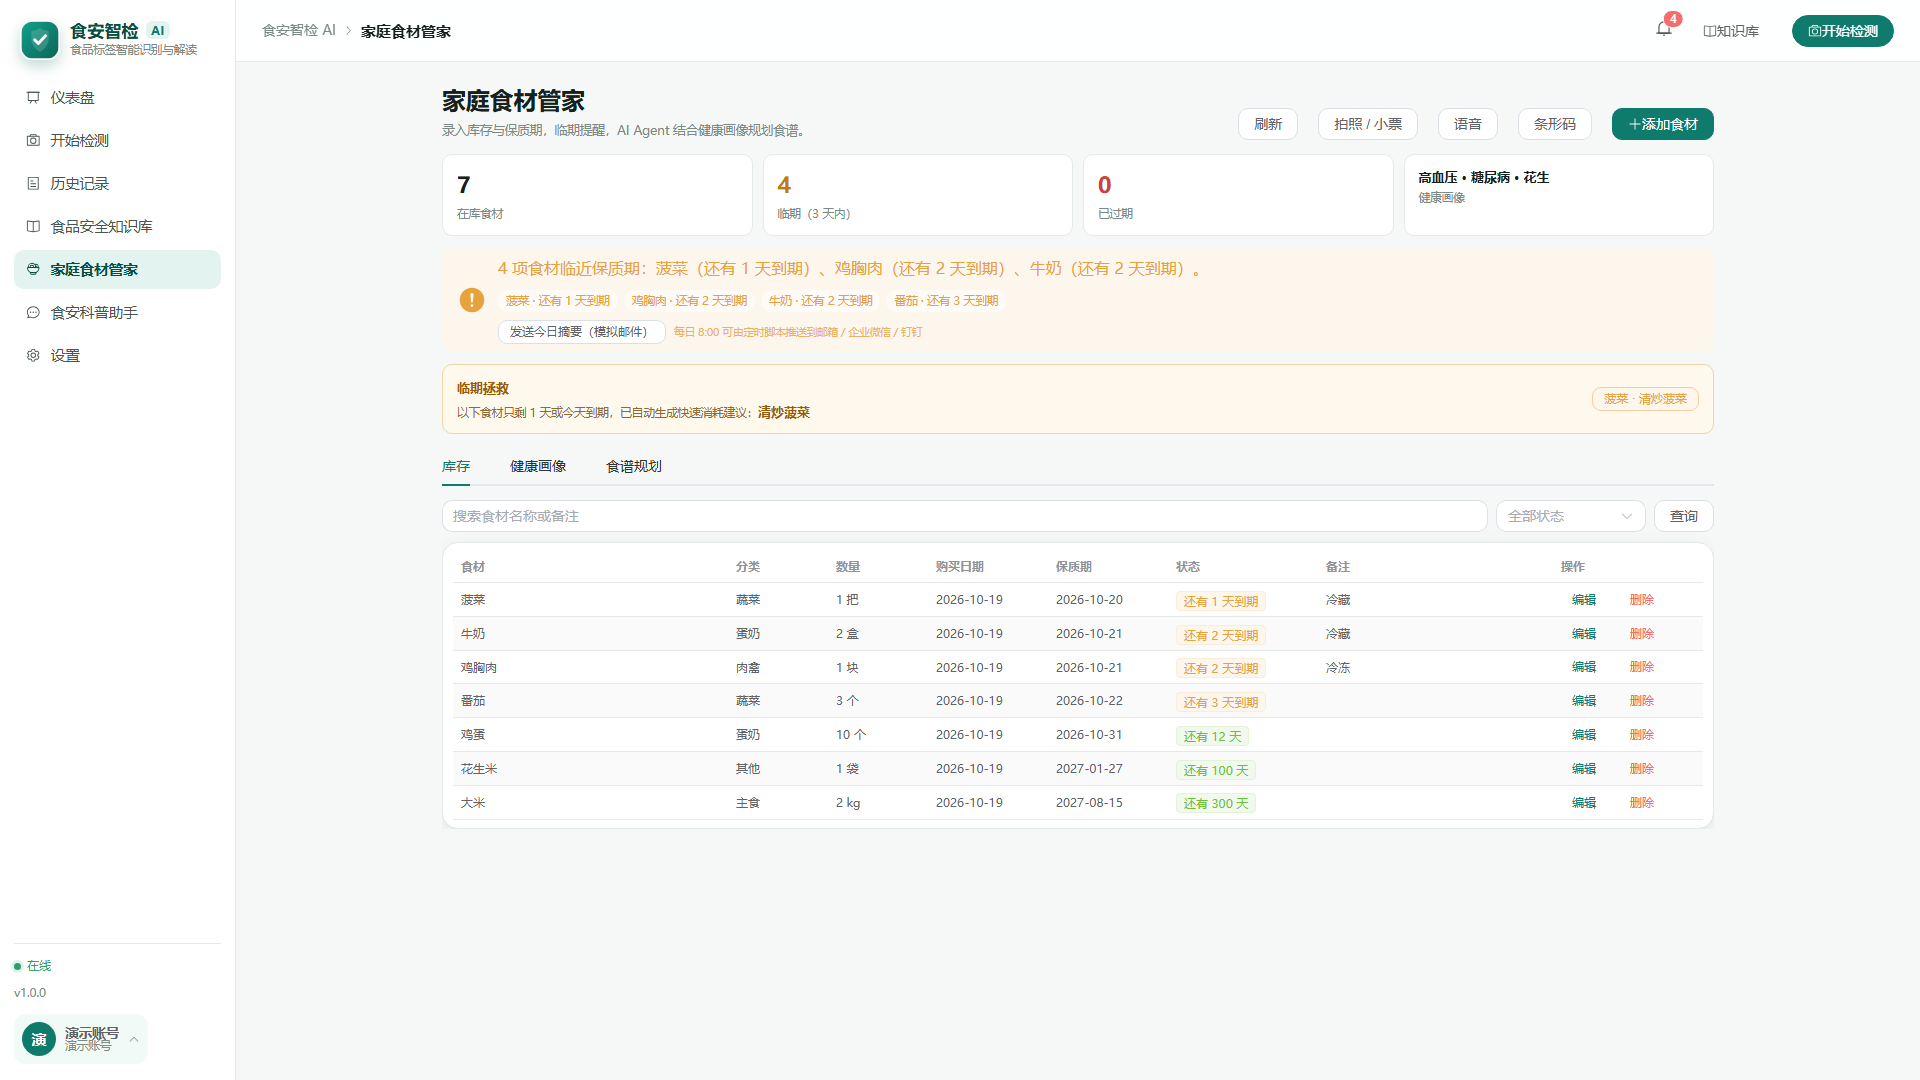 食安智检 AI
食品标签智能识别与解读
仪表盘
开始检测
历史记录
食品安全知识库
家庭食材管家
食安科普助手
设置
在线
v1.0.0
演
演示账号
演示账号
食安智检 AI
家庭食材管家
4
知识库
开始检测
家庭食材管家
录入库存与保质期，临期提醒，AI Agent 结合健康画像规划食谱。
刷新
拍照 / 小票
语音
条形码
添加食材
7
在库食材
4
临期（3 天内）
0
已过期
高血压 • 糖尿病 • 花生
健康画像
4 项食材临近保质期：菠菜（还有 1 天到期）、鸡胸肉（还有 2 天到期）、牛奶（还有 2 天到期）。
菠菜 · 还有 1 天到期 鸡胸肉 · 还有 2 天到期 牛奶 · 还有 2 天到期 番茄 · 还有 3 天到期
发送今日摘要（模拟邮件） 每日 8:00 可由定时脚本推送到邮箱 / 企业微信 / 钉钉
临期拯救
以下食材只剩 1 天或今天到期，已自动生成快速消耗建议：清炒菠菜
菠菜 · 清炒菠菜
库存 健康画像 食谱规划
搜索食材名称或备注 全部状态 查询
食材 分类 数量 购买日期 保质期 状态 备注 操作
菠菜 蔬菜 1 把 2026-10-19 2026-10-20 还有 1 天到期 冷藏 编辑 删除
牛奶 蛋奶 2 盒 2026-10-19 2026-10-21 还有 2 天到期 冷藏 编辑 删除
鸡胸肉 肉禽 1 块 2026-10-19 2026-10-21 还有 2 天到期 冷冻 编辑 删除
番茄 蔬菜 3 个 2026-10-19 2026-10-22 还有 3 天到期 编辑 删除
鸡蛋 蛋奶 10 个 2026-10-19 2026-10-31 还有 12 天 编辑 删除
花生米 其他 1 袋 2026-10-19 2027-01-27 还有 100 天 编辑 删除
大米 主食 2 kg 2026-10-19 2027-08-15 还有 300 天 编辑 删除